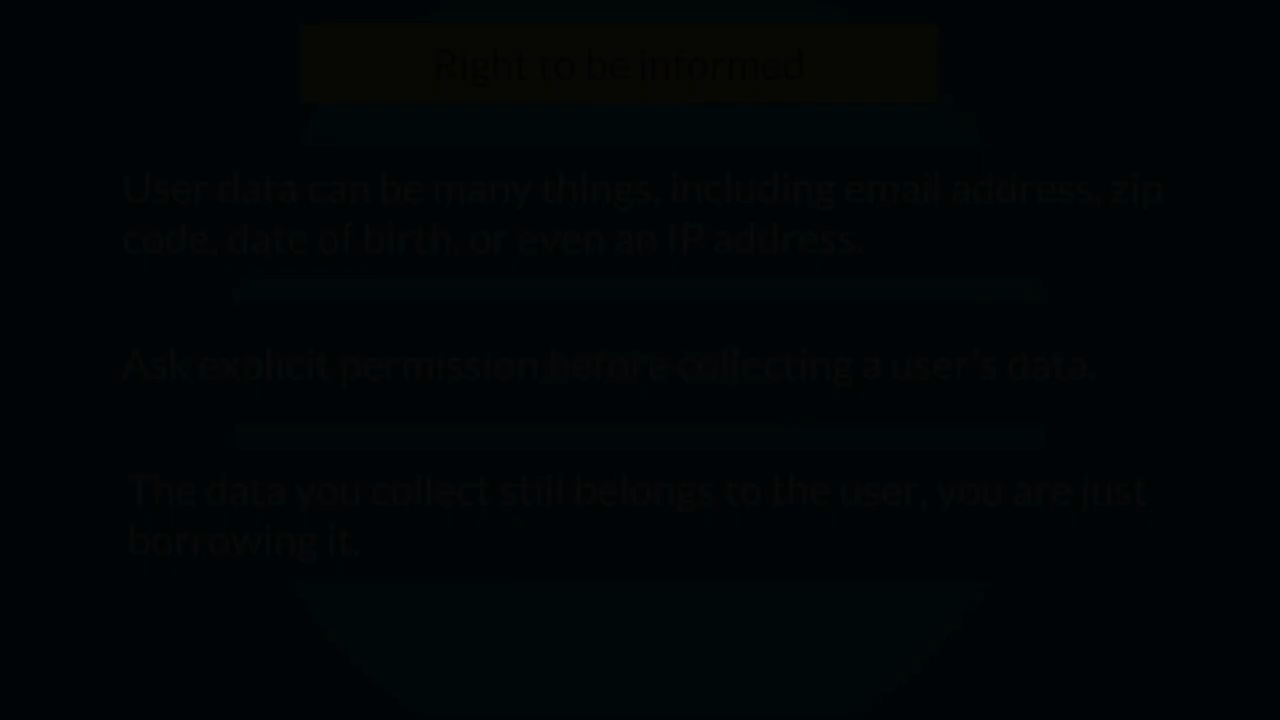 Right to be informed
User data can be many things, including email address, zip
code, date of birth, or even an IP address.
Ask explicit permission before collecting a user's data.
The data you collect still belongs to the user, you are just
borrowing it.